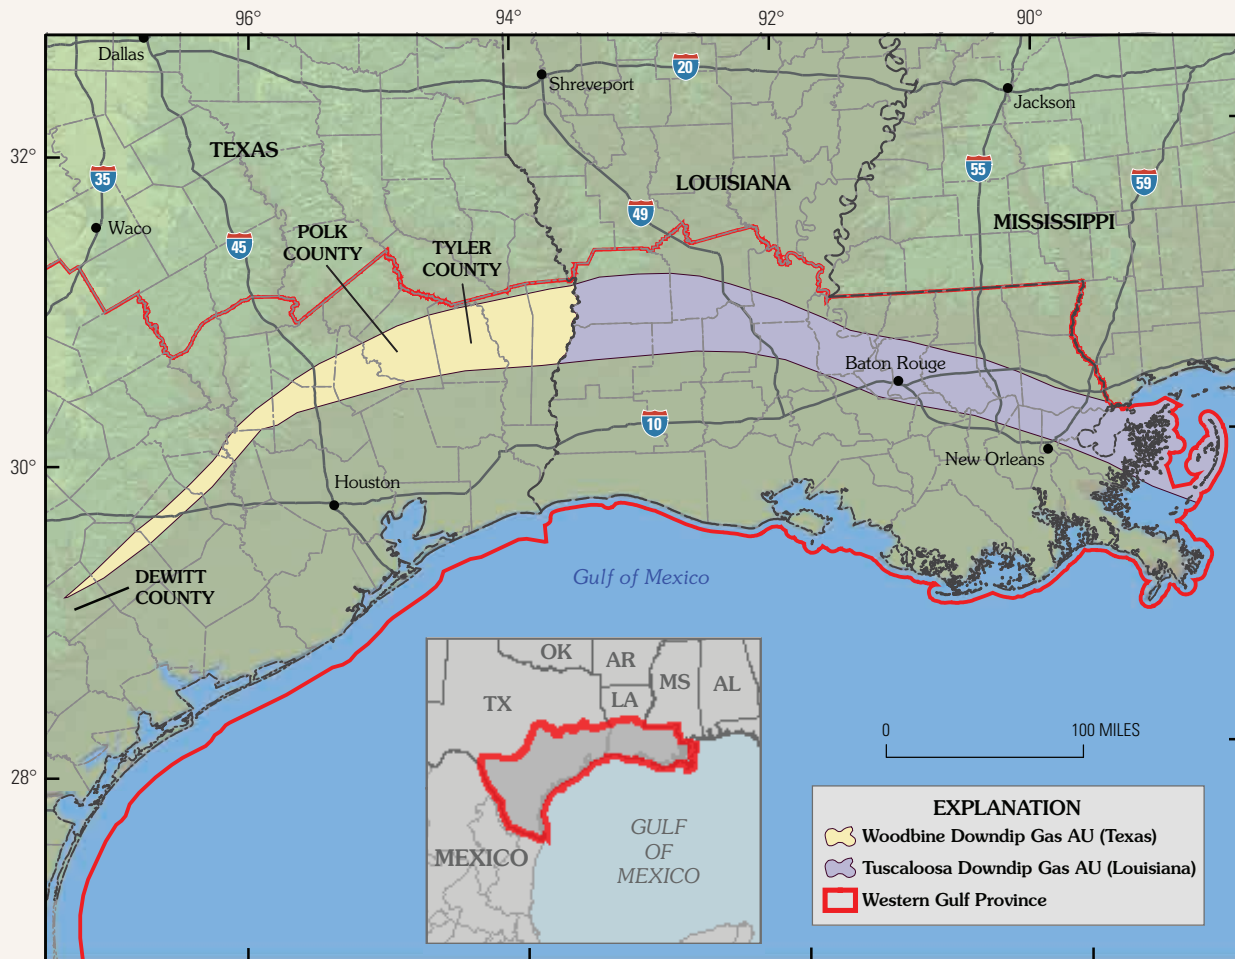 96°
94°
92°
90°
Dallas
Shreveport
20
Jackson
32°
TEXAS
35
LOUISIANA
55
59
49
MISSISSIPPI
Waco
45
POLK
COUNTY
TYLER
COUNTY
Baton Rouge
10
30°
Houston
New Orleans
DEWITT
COUNTY
Gulf of Mexico
OK
AR
TX
LA
MS
AL
GULF
OF
MEXICO
MEXICO
0
100 MILES
28°
EXPLANATION
Woodbine Downdip Gas AU (Texas)
Tuscaloosa Downdip Gas AU (Louisiana)
Western Gulf Province